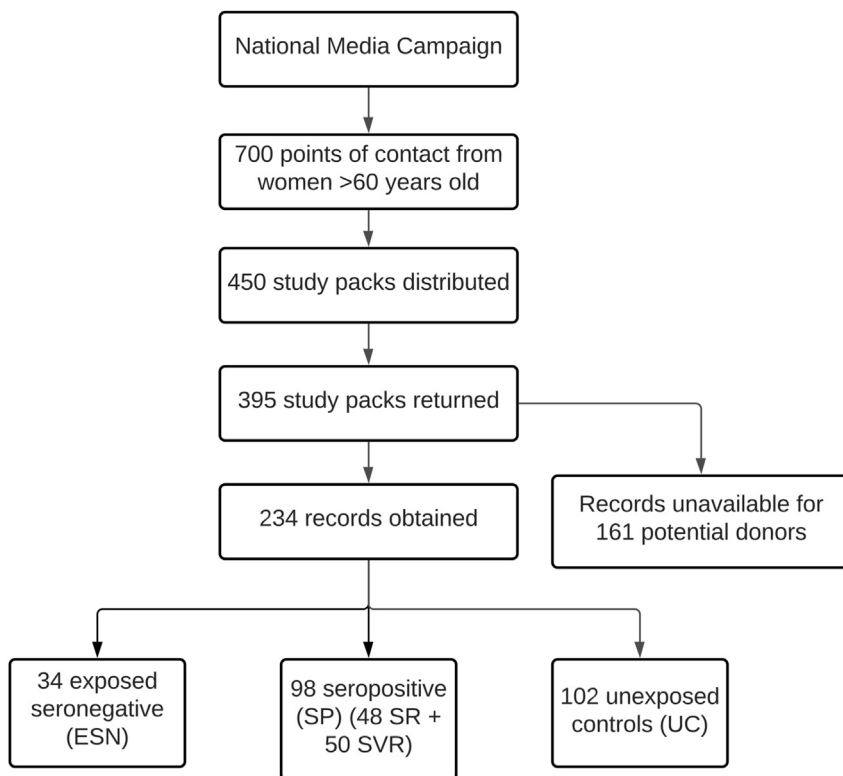 National Media Campaign
700 points of contact from
women >60 years old
450 study packs distributed
395 study packs returned
234 records obtained
Records unavailable for
161 potential donors
34 exposed
seronegative
(ESN)
98 seropositive
(SP) (48 SR +
50 SVR)
102 unexposed
controls (UC)